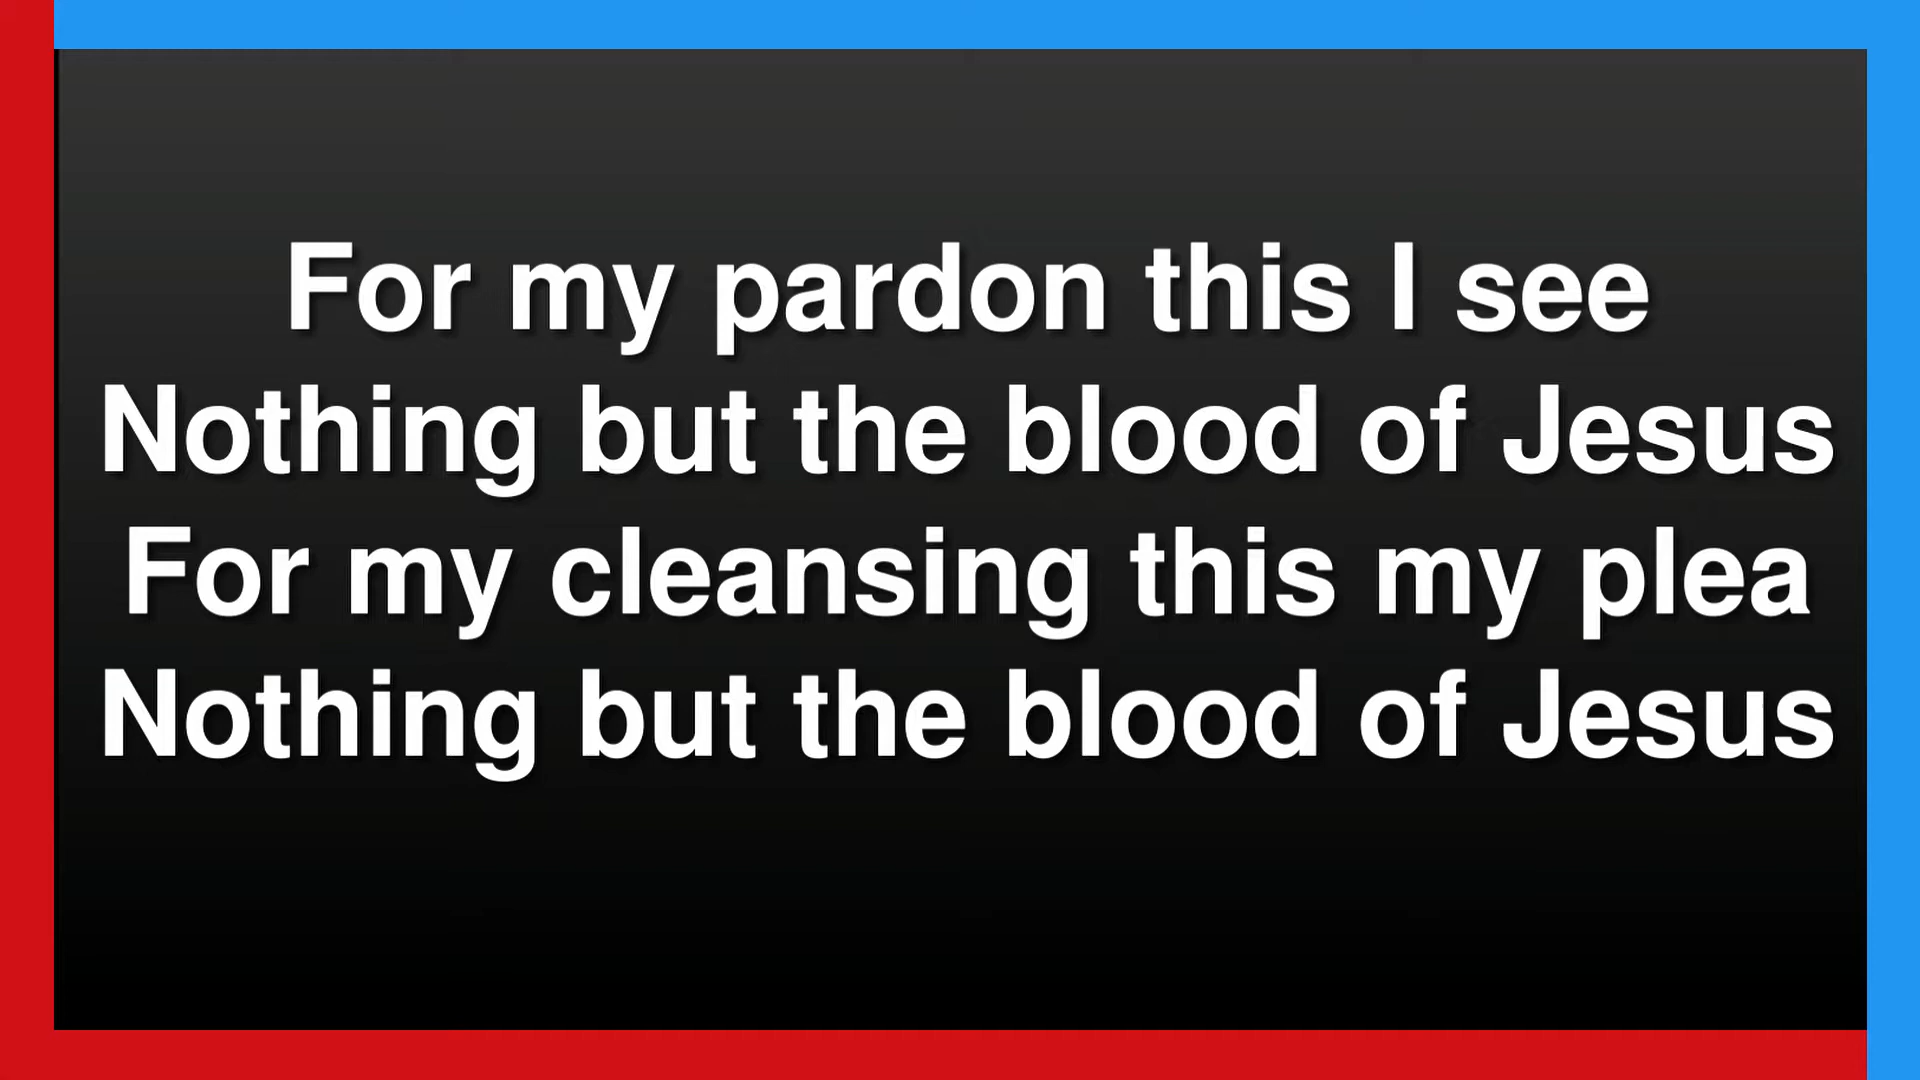 For my pardon this I see
Nothing but the blood of Jesus
For my cleansing this my plea
Nothing but the blood of Jesus